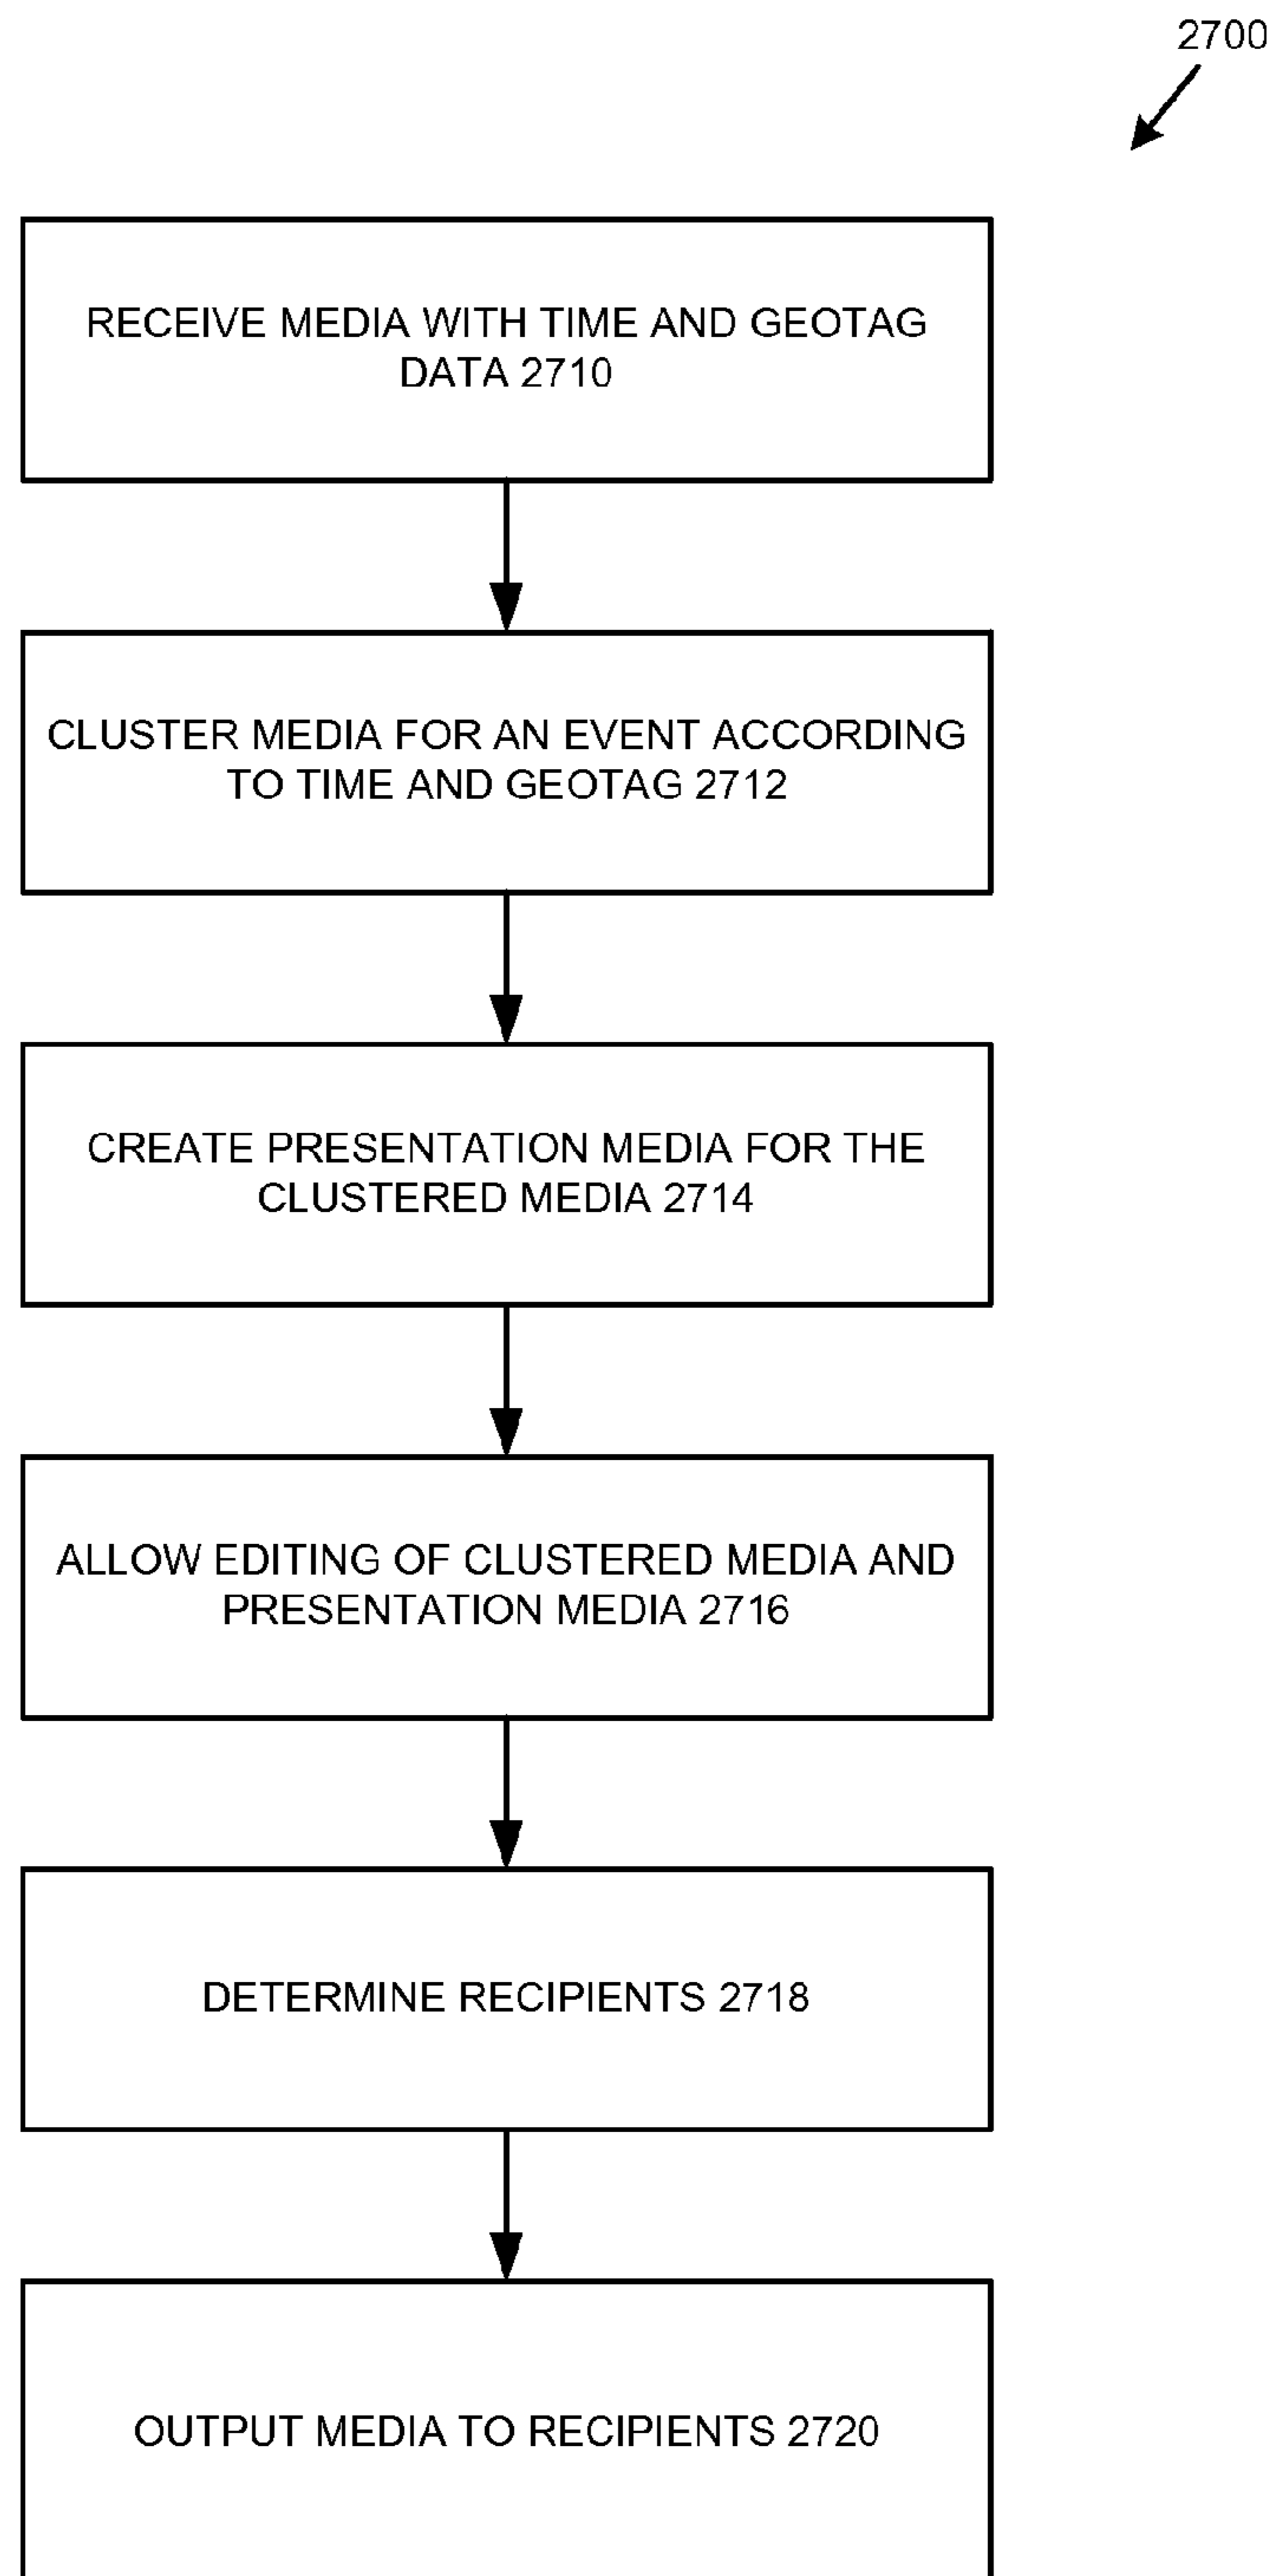 2700
RECEIVE MEDIA WITH TIME AND GEOTAG
DATA 2710
CLUSTER MEDIA FOR AN EVENT ACCORDING
TO TIME AND GEOTAG 2712
CREATE PRESENTATION MEDIA FOR THE
CLUSTERED MEDIA 2714
ALLOW EDITING OF CLUSTERED MEDIA AND
PRESENTATION MEDIA 2716
DETERMINE RECIPIENTS 2718
OUTPUT MEDIA TO RECIPIENTS 2720